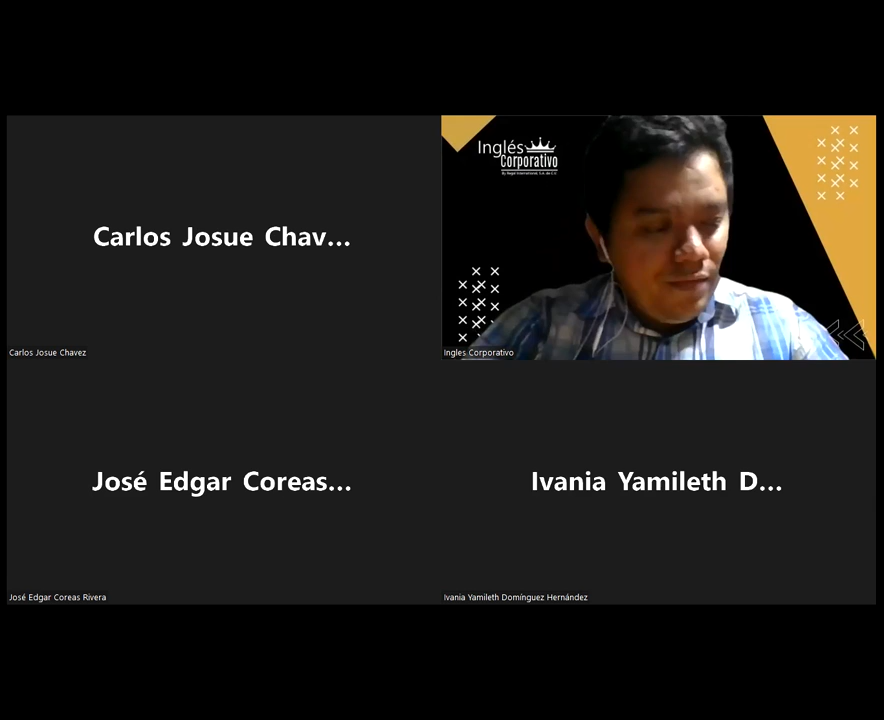 Carlos Josue Chav...
Carlos Josue Chavez
Inglés
Corporativo
Ingles Corporativo
José Edgar Coreas...
José Edgar Coreas Rivera
Ivania Yamileth D...
Ivania Yamileth Domínguez Hernández